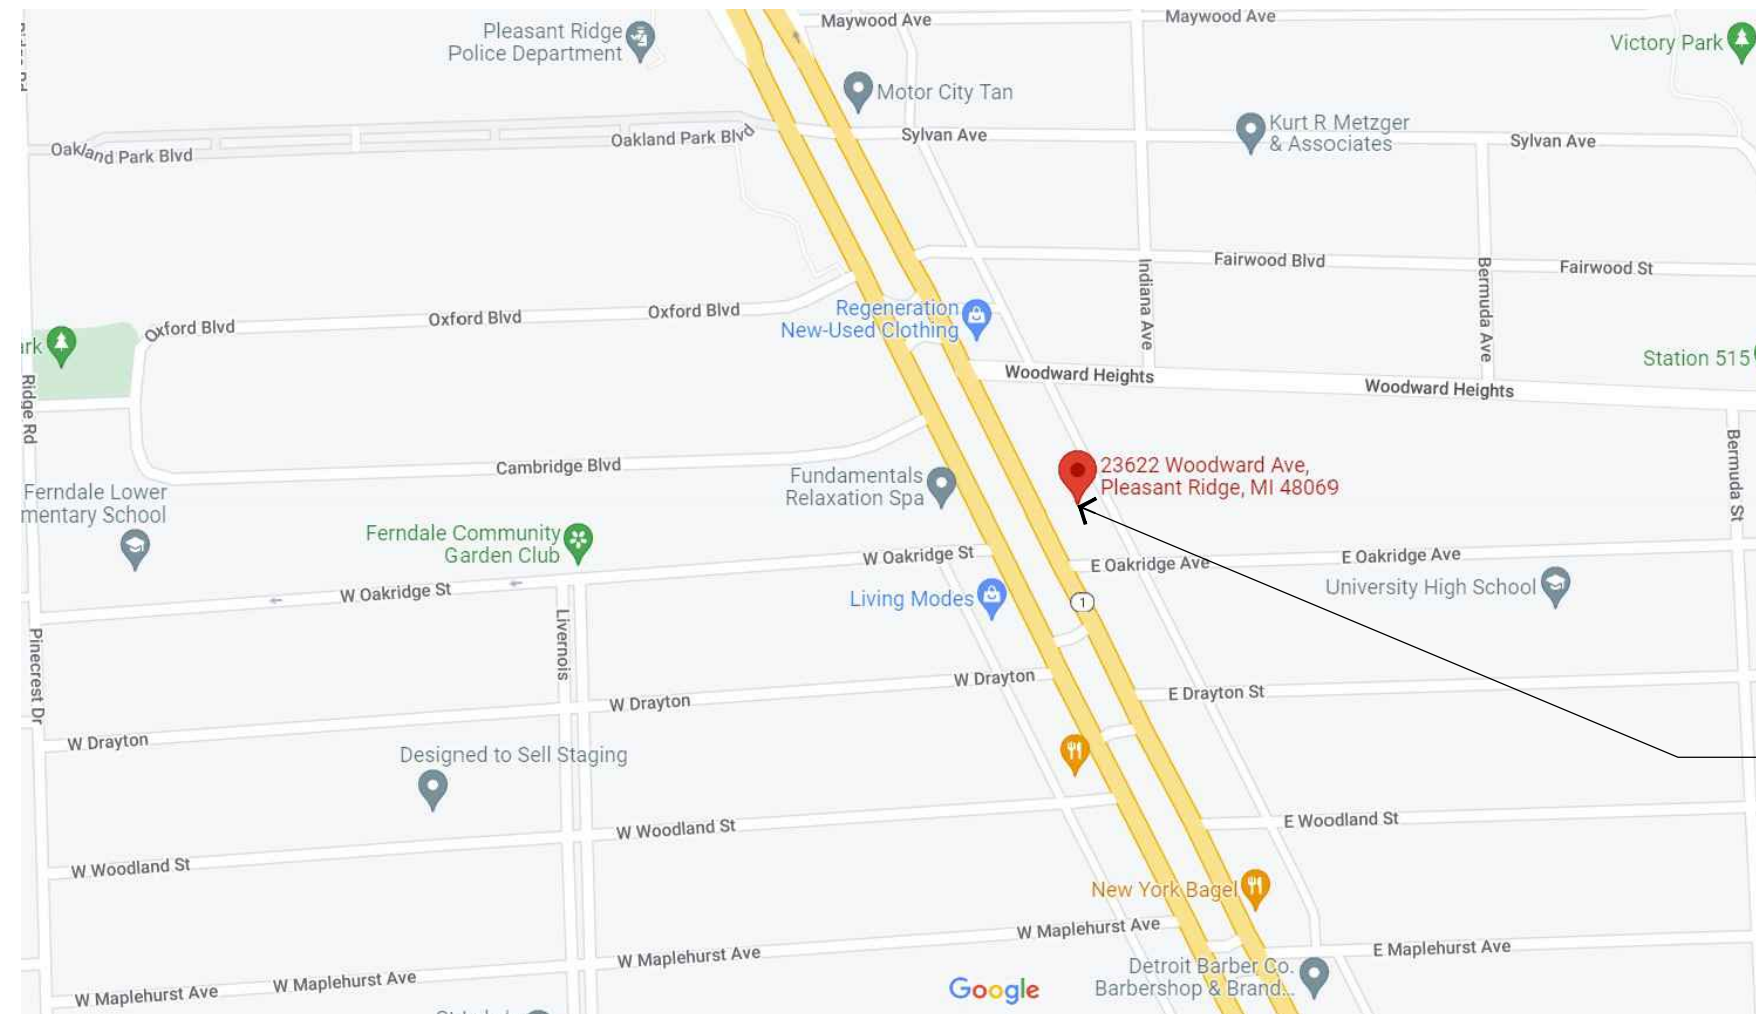 Maywood Ave
Maywood Ave
Pleasant Ridge
Police Department
Victory Park
Motor City Tan
Kurt R Metzger
& Associates
Oakland Park Blvd
Oakland Park Blvd
Sylvan Ave
Sylvan Ave
Fairwood Blvd
Fairwood St
Indiana Ave
Bermuda Ave
Oxford Blvd
Oxford Blvd
Oxford Blvd
Regeneration
New-Used Clothing
Station 515
Woodward Heights
Woodward Heights
Ridge Rd
Cambridge Blvd
Fundamentals
Relaxation Spa
23622 Woodward Ave,
Pleasant Ridge, MI 48069
Bermuda St
Ferndale Lower
mentary School
Ferndale Community
Garden Club
W Oakridge St
W Oakridge St
E Oakridge Ave
E Oakridge Ave
University High School
Living Modes
1
Livernois
Pinecrest Dr
W Drayton
W Drayton
W Drayton
E Drayton St
Designed to Sell Staging
W Woodland St
W Woodland St
E Woodland St
New York Bagel
W Maplehurst Ave
W Maplehurst Ave
W Maplehurst Ave
W Maplehurst Ave
E Maplehurst Ave
Detroit Barber Co.
Barbershop & Brand...
Google